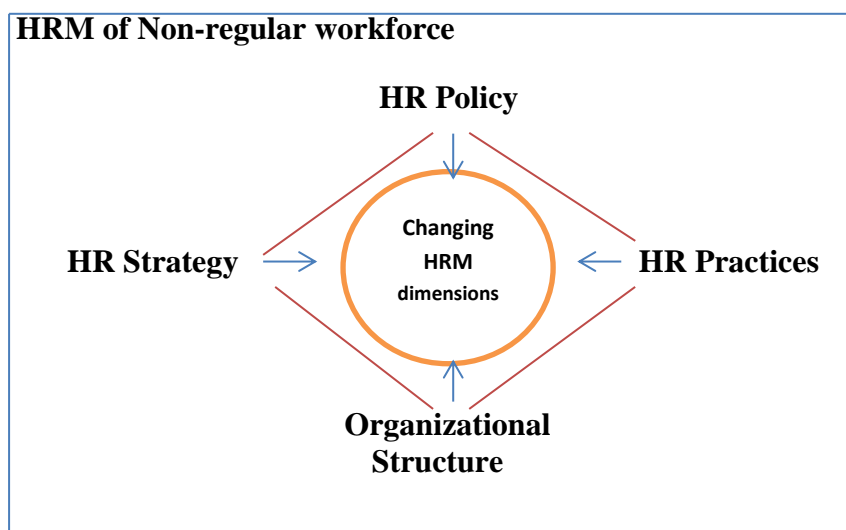 HRM of Non-regular workforce
HR Policy
Changing
HRM
dimensions
HR Strategy
HR Practices
Organizational
Structure